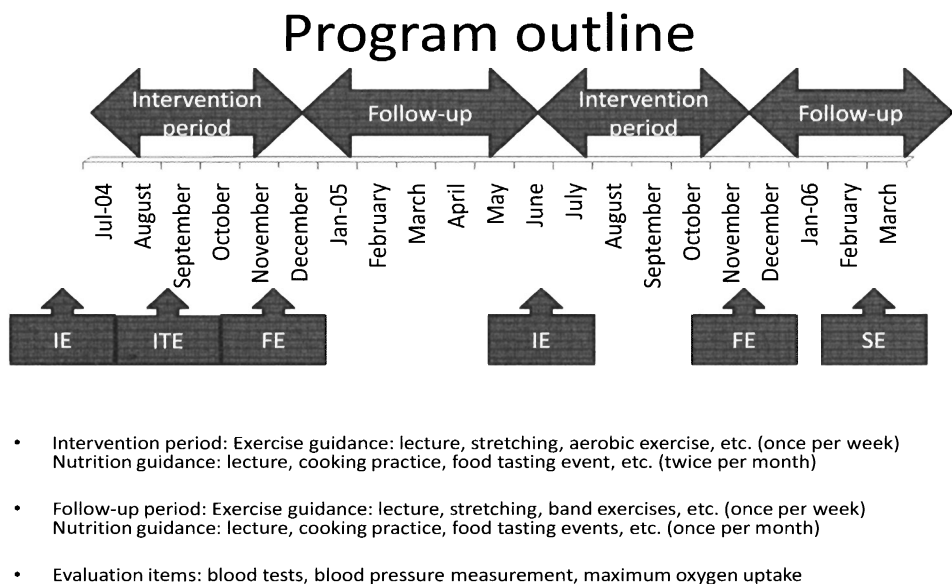 Program outline
Intervention
period
Follow-up
Intervention
period
Follow-up
Jul-04
August
September
October
November
December
Jan-05
February
March
April
May
June
July
August
September
October
November
December
Jan-06
February
March
IE
ITE
FE
IE
FE
SE
• Intervention period: Exercise guidance: lecture, stretching, aerobic exercise, etc. (once per week)
Nutrition guidance: lecture, cooking practice, food tasting event, etc. (twice per month)
• Follow-up period: Exercise guidance: lecture, stretching, band exercises, etc. (once per week)
Nutrition guidance: lecture, cooking practice, food tasting events, etc. (once per month)
• Evaluation items: blood tests, blood pressure measurement, maximum oxygen uptake